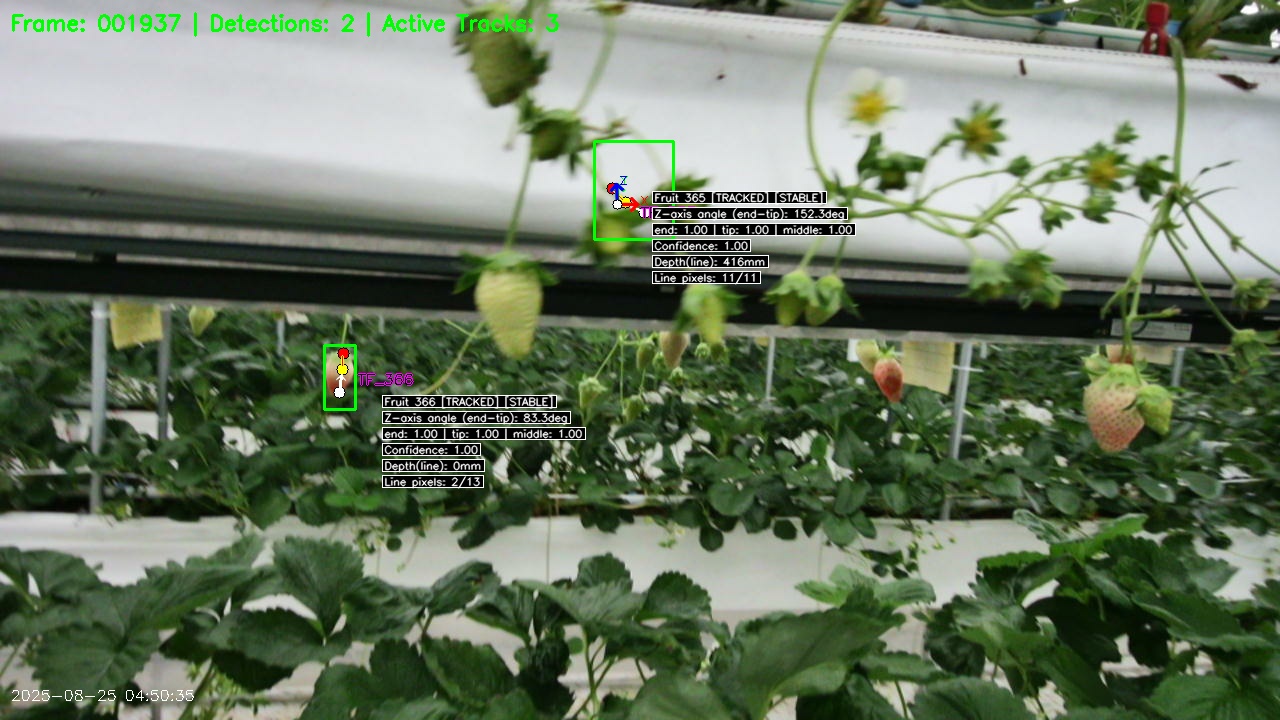 Frame: 001937 | Detections: 2 | Active Tracks: 3
Z
Fruit 365 [TRACKED] [STABLE]
Z-axis angle (end-tip): 152.3deg
end: 1.00 | tip: 1.00 | middle: 1.00
Confidence: 1.00
Depth(line): 416mm
Line pixels: 11/11
TF_366
Fruit 366 [TRACKED] [STABLE]
Z-axis angle (end-tip): 83.3deg
end: 1.00 | tip: 1.00 | middle: 1.00
Confidence: 1.00
Depth(line): 0mm
Line pixels: 2/13
2025-08-25 04:50:35